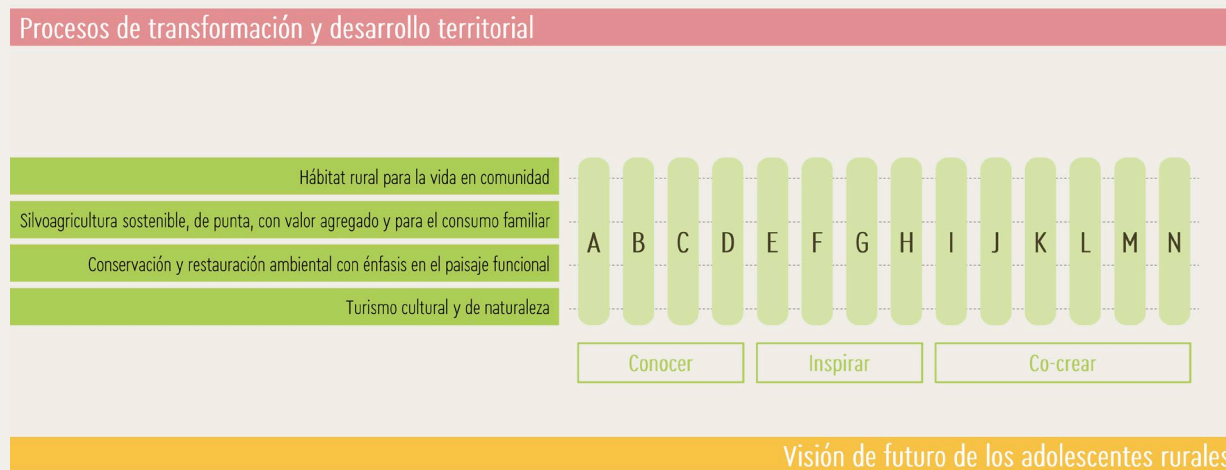 Procesos de transformación y desarrollo territorial
Hábitat rural para la vida en comunidad
Silvoagricultura sostenible, de punta, con valor agregado y para el consumo familiar
Conservación y restauración ambiental con énfasis en el paisaje funcional
Turismo cultural y de naturaleza
A B C D E F G H I J K L M N
Conocer Inspirar Co-crear
Visión de futuro de los adolescentes rurales